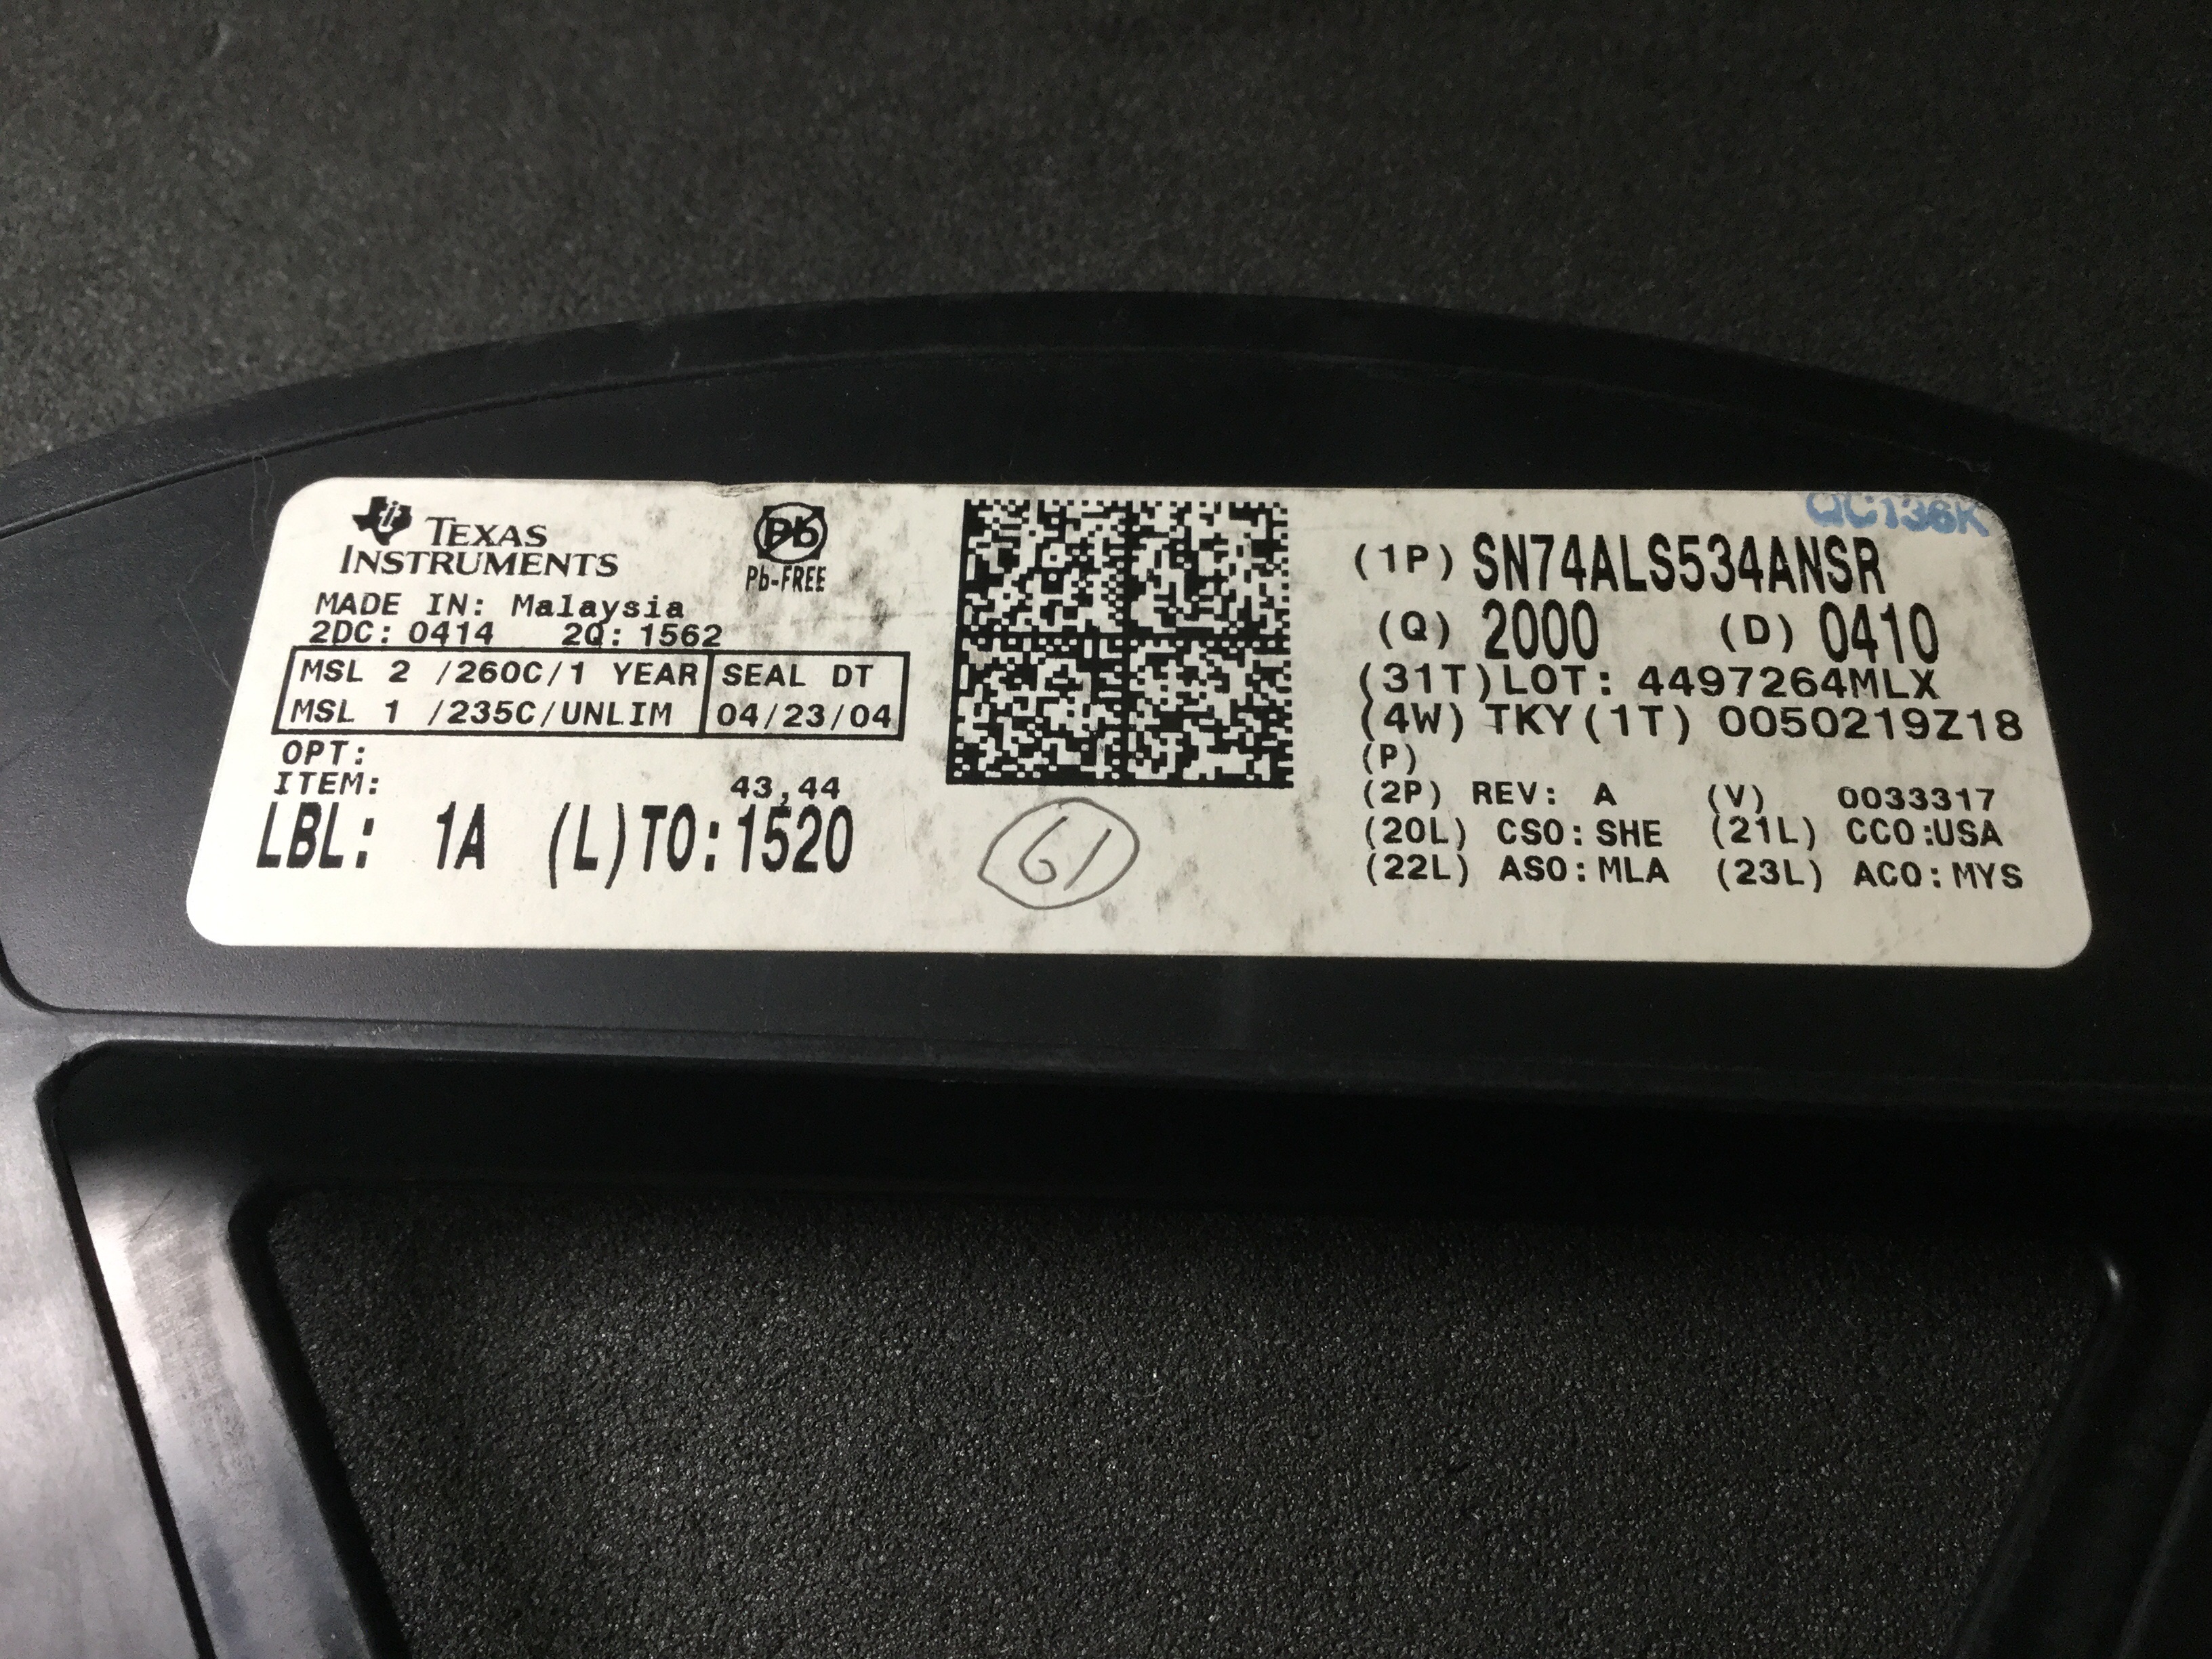 TEXAS
INSTRUMENTS
Pb
Pb-FREE
MADE IN: Malaysia
2DC: 0414 2Q: 1562
MSL 2 /260C/1 YEAR SEAL DT
MSL 1 /235C/UNLIM 04/23/04
OPT:
ITEM: 43,44
LBL: 1A (L)TO:1520
61
QC136K
(1P) SN74ALS534ANSR
(Q) 2000 (D) 0410
(31T)LOT: 4497264MLX
(4W) TKY(1T) 0050219Z18
(P)
(2P) REV: A (V) 0033317
(20L) CSO:SHE (21L) CCO:USA
(22L) ASO:MLA (23L) ACO:MYS